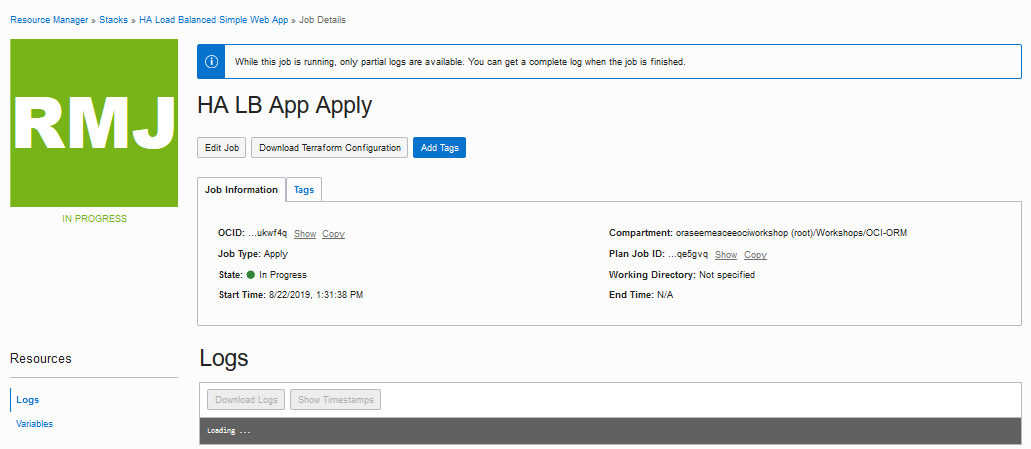 Resource Manager » Stacks » HA Load Balanced Simple Web App » Job Details
RMJ
IN PROGRESS
While this job is running, only partial logs are available. You can get a complete log when the job is finished.
HA LB App Apply
Edit Job Download Terraform Configuration Add Tags
Job Information Tags
OCID: ...ukwf4q Show Copy
Job Type: Apply
State: In Progress
Start Time: 8/22/2019, 1:31:38 PM
Compartment: oraseemeaceeociworkshop (root)/Workshops/OCI-ORM
Plan Job ID: ...qe5gvq Show Copy
Working Directory: Not specified
End Time: N/A
Resources
Logs
Variables
Logs
Download Logs Show Timestamps
Loading ...